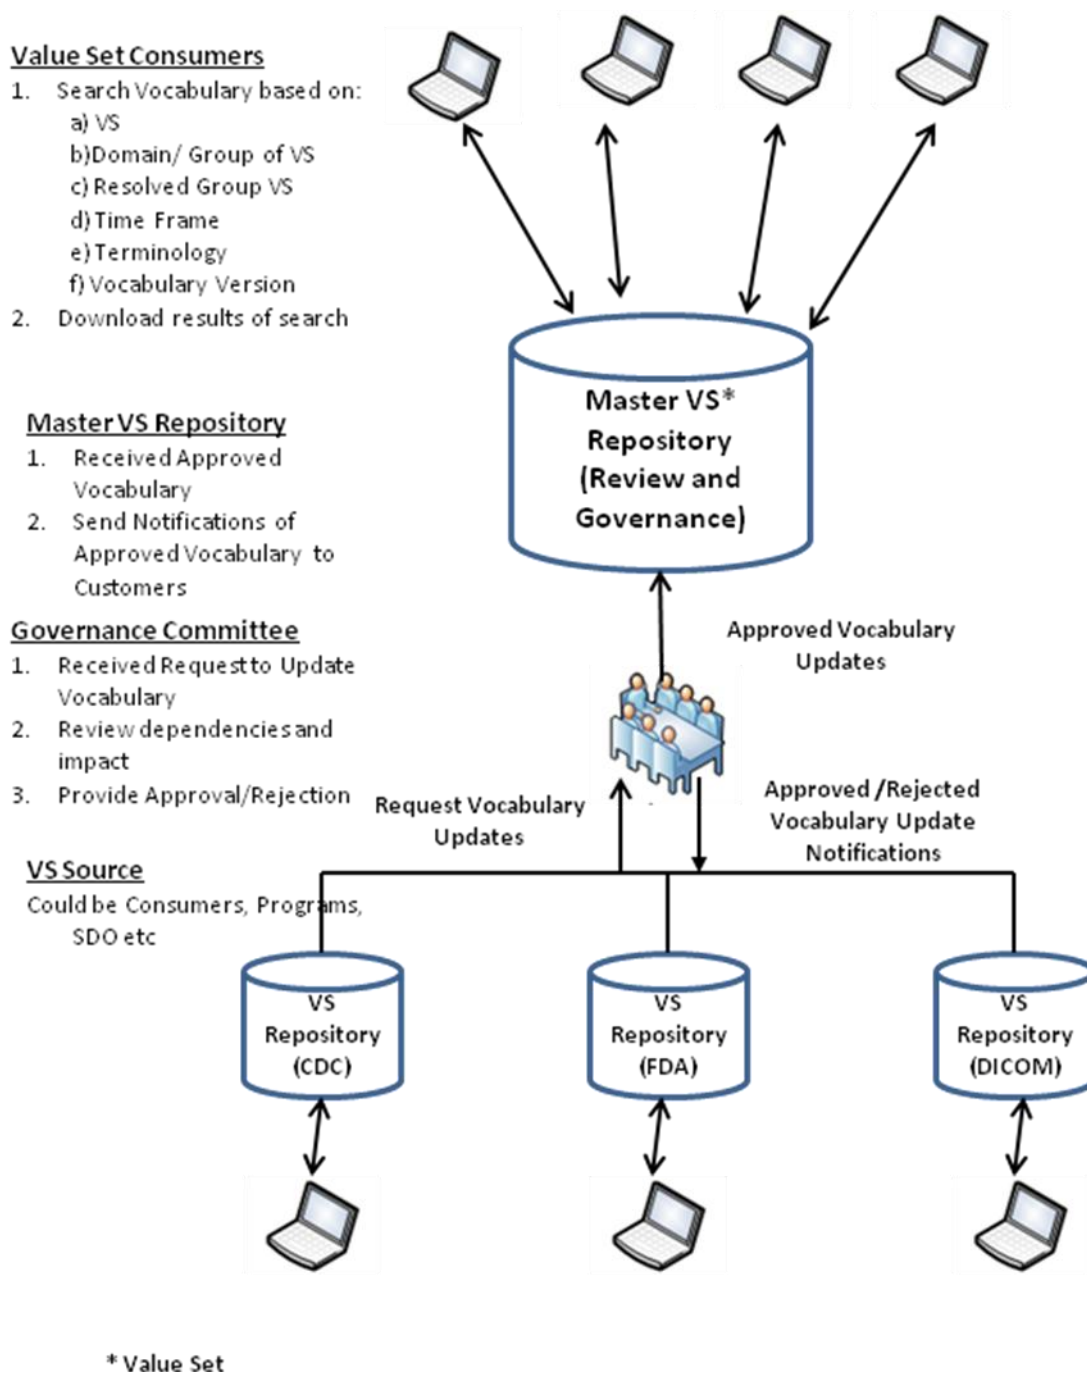 Value Set Consumers
1. Search Vocabulary based on:
a) VS
b)Domain/ Group of VS
c) Resolved Group VS
d) Time Frame
e) Terminology
f) Vocabulary Version
2. Download results of search
Master VS*
Repository
(Review and
Governance)
Master VS Repository
1. Received Approved
Vocabulary
2. Send Notifications of
Approved Vocabulary to
Customers
Governance Committee
1. Received Request to Update
Vocabulary
2. Review dependencies and
impact
3. Provide Approval/Rejection
Approved Vocabulary
Updates
Request Vocabulary
Updates
Approved /Rejected
Vocabulary Update
Notifications
VS Source
Could be Consumers, Programs,
SDO etc
VS
Repository
(CDC)
VS
Repository
(FDA)
VS
Repository
(DICOM)
* Value Set